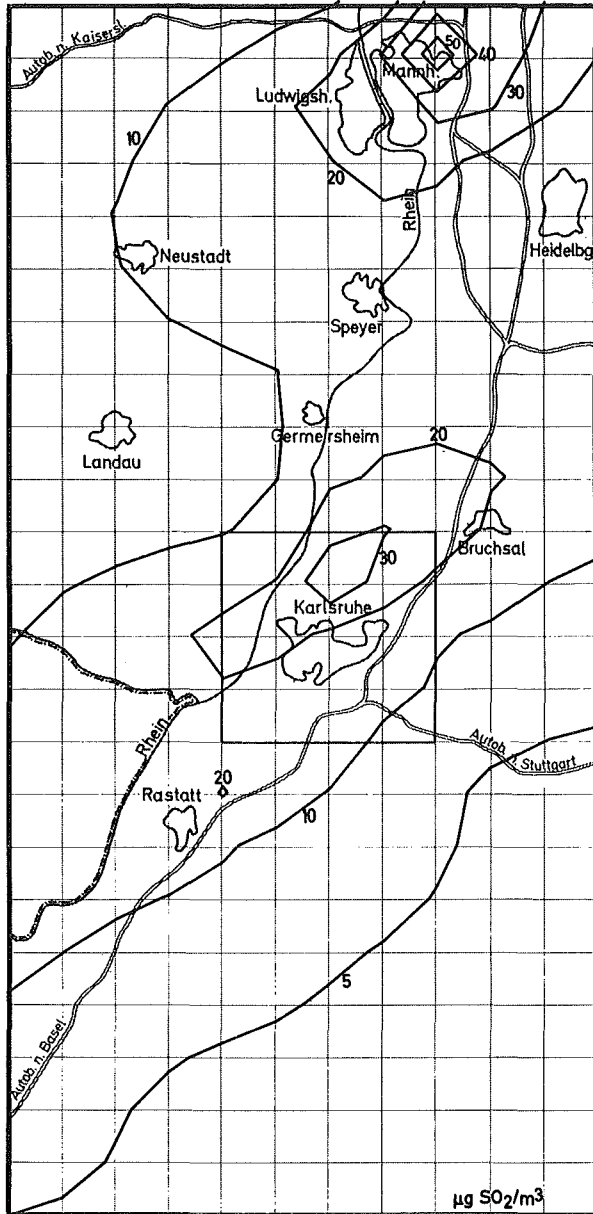 Autob. n. Kaisersl.
50
40
Mannh.
Ludwigsh.
30
10
20
Rhein
Heidelbg
Neustadt
Speyer
Germersheim
20
Landau
Bruchsal
30
Karlsruhe
Rhein
Autob. n. Stuttgart
20
Rastatt
10
5
Autob. n. Basel
µg SO₂/m³